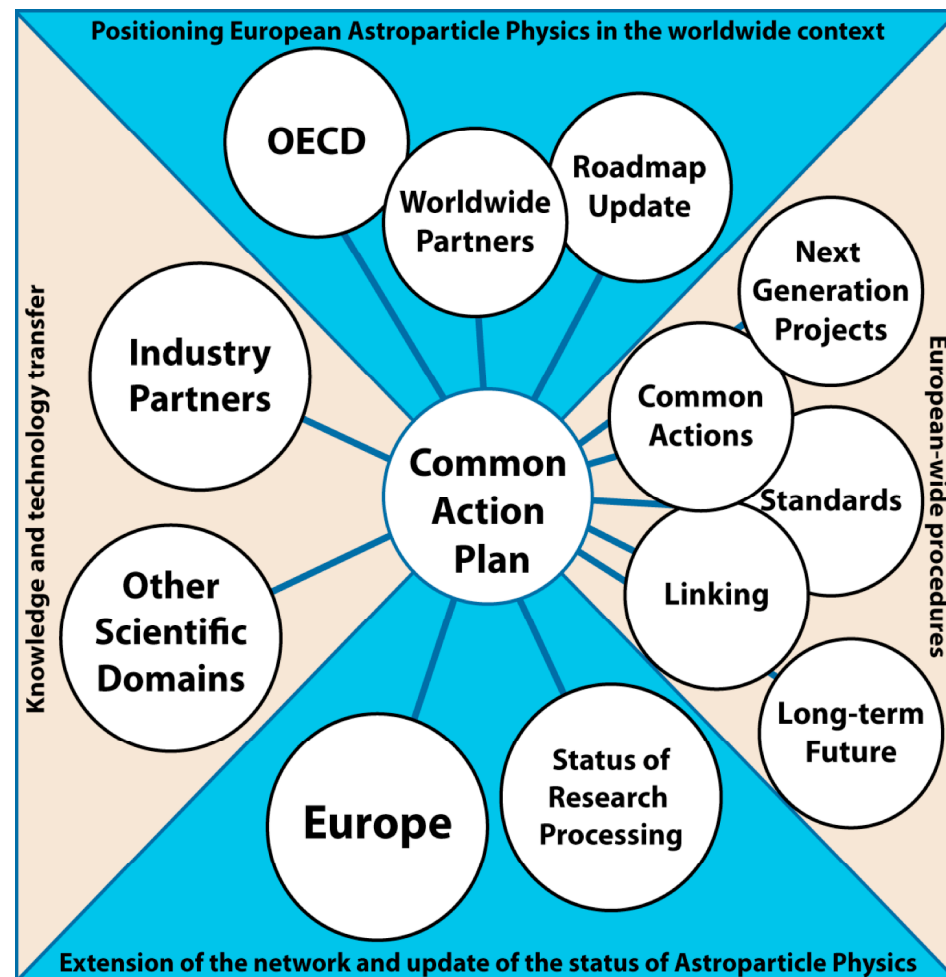 Positioning European Astroparticle Physics in the worldwide context
OECD
Worldwide
Partners
Roadmap
Update
Next
Generation
Projects
Industry
Partners
Common
Actions
Common
Action
Plan
Standards
Linking
Other
Scientific
Domains
Long-term
Future
Europe
Status of
Research
Processing
Knowledge and technology transfer
European-wide procedures
Extension of the network and update of the status of Astroparticle Physics